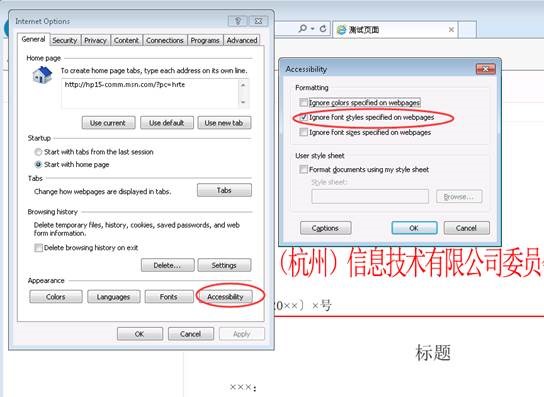 Internet Options
General
Security
Privacy
Content
Connections
Programs
Advanced
Home page
To create home page tabs, type each address on its own line.
http://hp15-comm.msn.com/?pc=hrte
Use current
Use default
Use new tab
Startup
Start with tabs from the last session
Start with home page
Tabs
Change how webpages are displayed in tabs.
Tabs
Browsing history
Delete temporary files, history, cookies, saved passwords, and web
form information.
Delete browsing history on exit
Delete...
Settings
Appearance
Colors
Languages
Fonts
Accessibility
OK
Cancel
Apply
测试页面
Accessibility
Formatting
Ignore colors specified on webpages
Ignore font styles specified on webpages
Ignore font sizes specified on webpages
User style sheet
Format documents using my style sheet
Style sheet:
Browse...
Captions
OK
Cancel
（杭州）信息技术有限公司委员
20××〕×号
标题
×××：